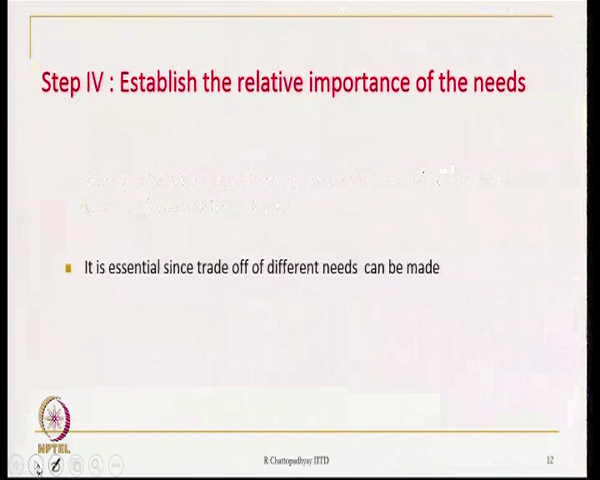 Step IV : Establish the relative importance of the needs
It is essential since trade off of different needs can be made
NPTEL
R Chattopadhyay IITD
12